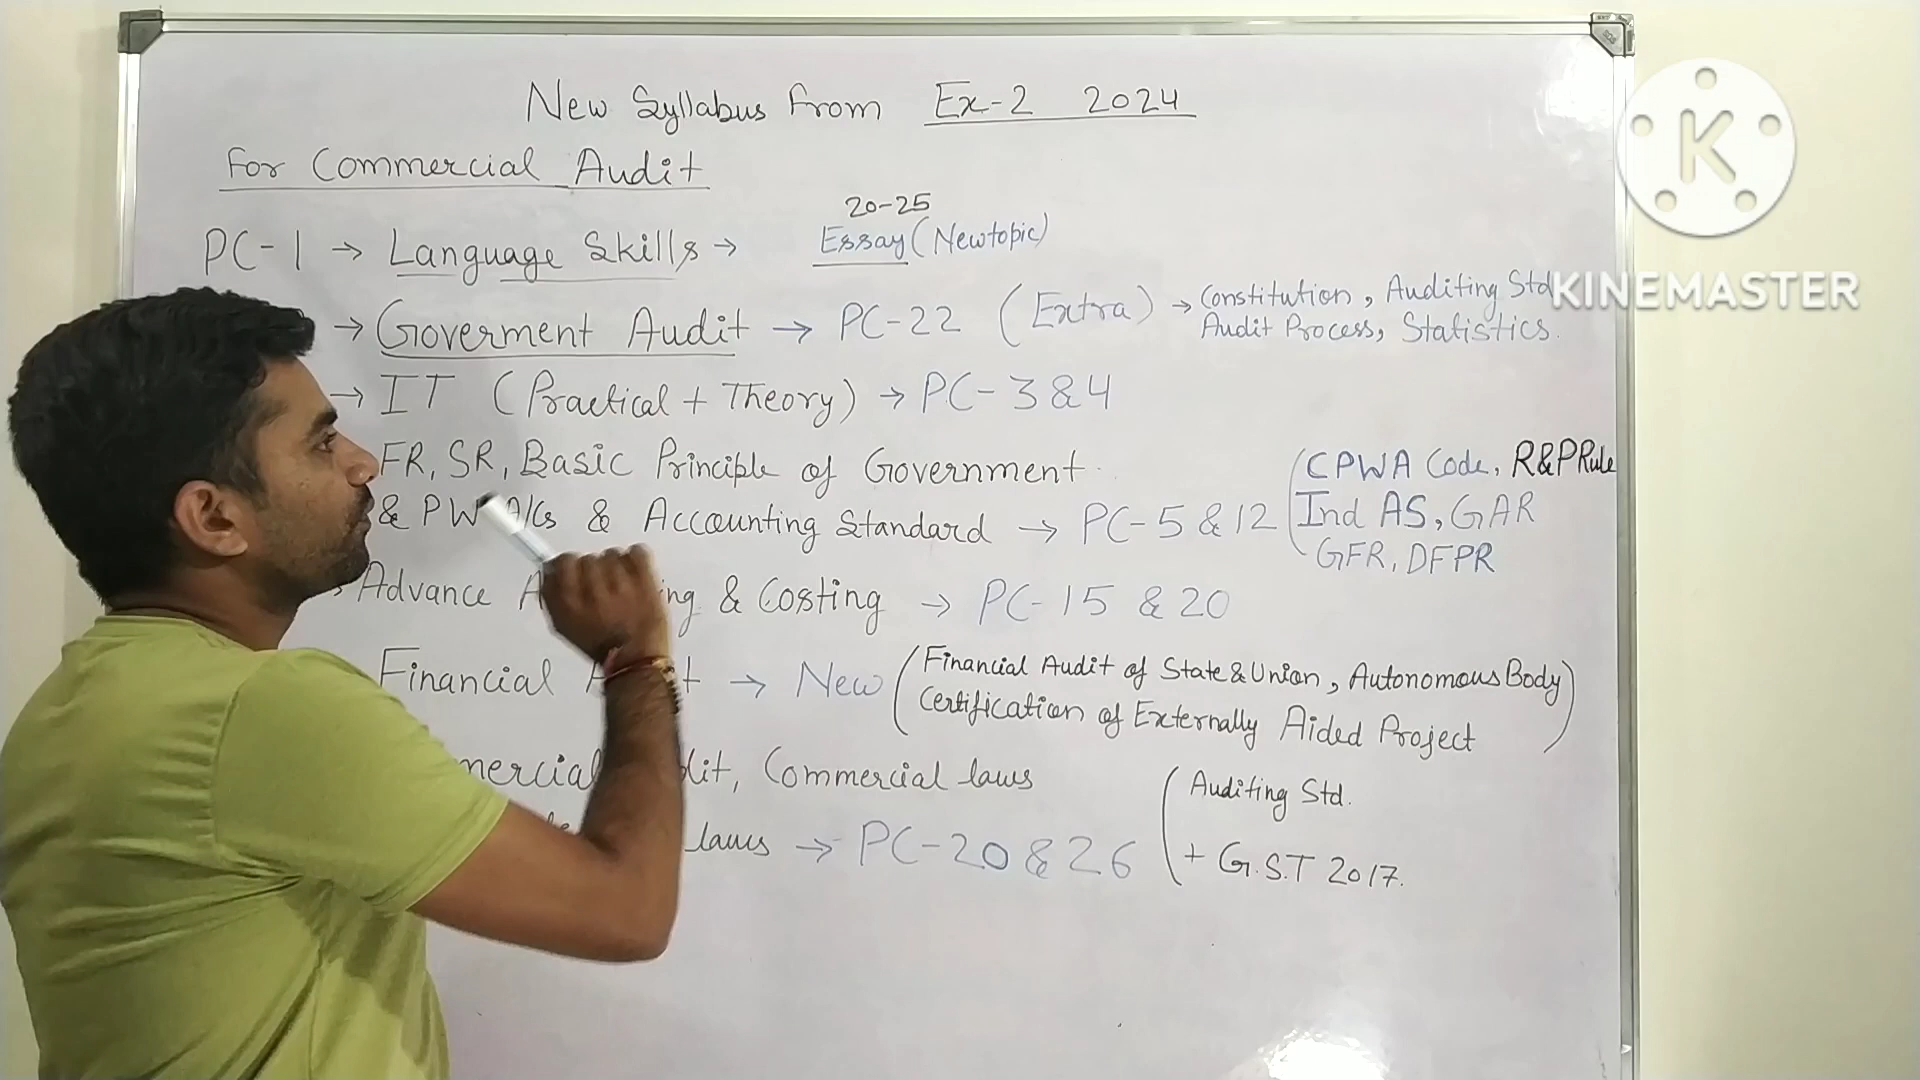 New Syllabus from Ex-2 2024
For Commercial Audit
20-25
PC-1 → Language Skills → Essay (Newtopic)
→ Goverment Audit → PC-22 (Extra) → Constitution, Auditing Std
Audit Process, Statistics.
→ IT (Practical + Theory) → PC-3 & 4
FR, SR, Basic Principle of Government
& PW A/Cs & Accounting Standard → PC-5 & 12
CPWA Code, R&P Rule
Ind AS, GAR
GFR, DFPR
Advance & Costing → PC-15 & 20
Financial → New (Financial Audit of State & Union, Autonomous Body)
Certification of Externally Aided Project
Commercial laws
laws → PC-20 & 26
Auditing Std.
+ G.S.T 2017.
K
KINEMASTER